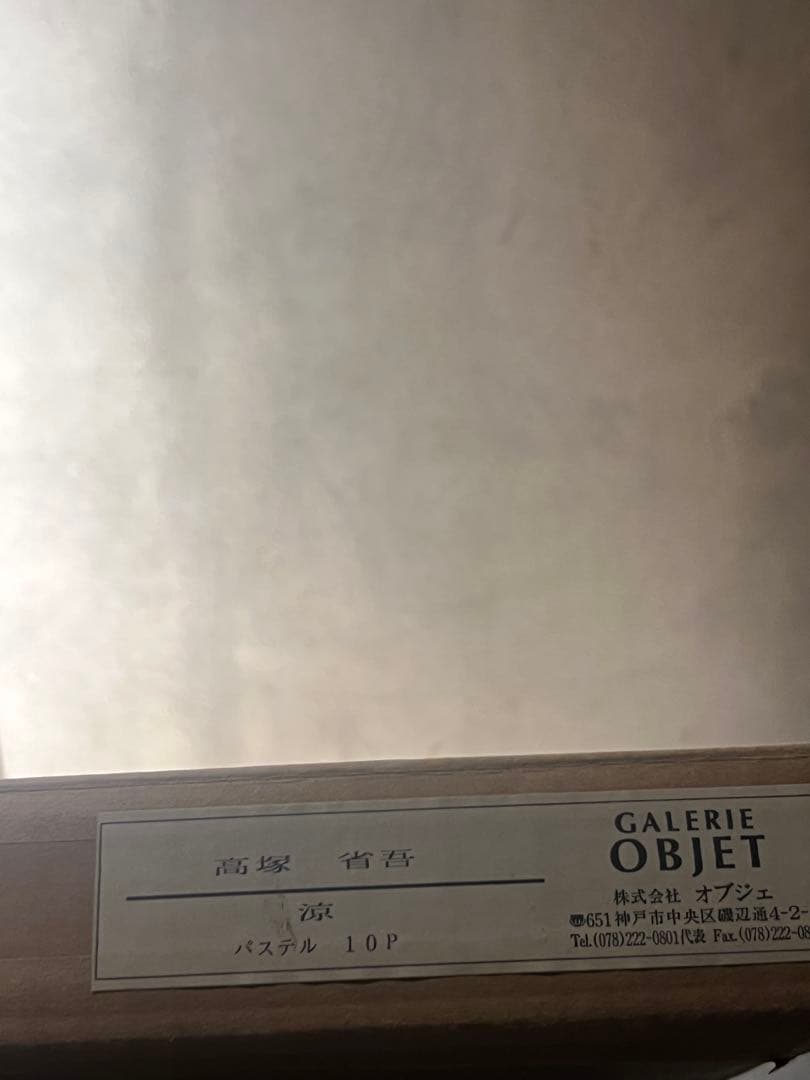 高塚　省吾
涼
パステル　10P
GALERIE
OBJET
株式会社 オブジェ
〠651 神戸市中央区磯辺通4-2-
Tel.(078)222-0801代表 Fax.(078)222-08